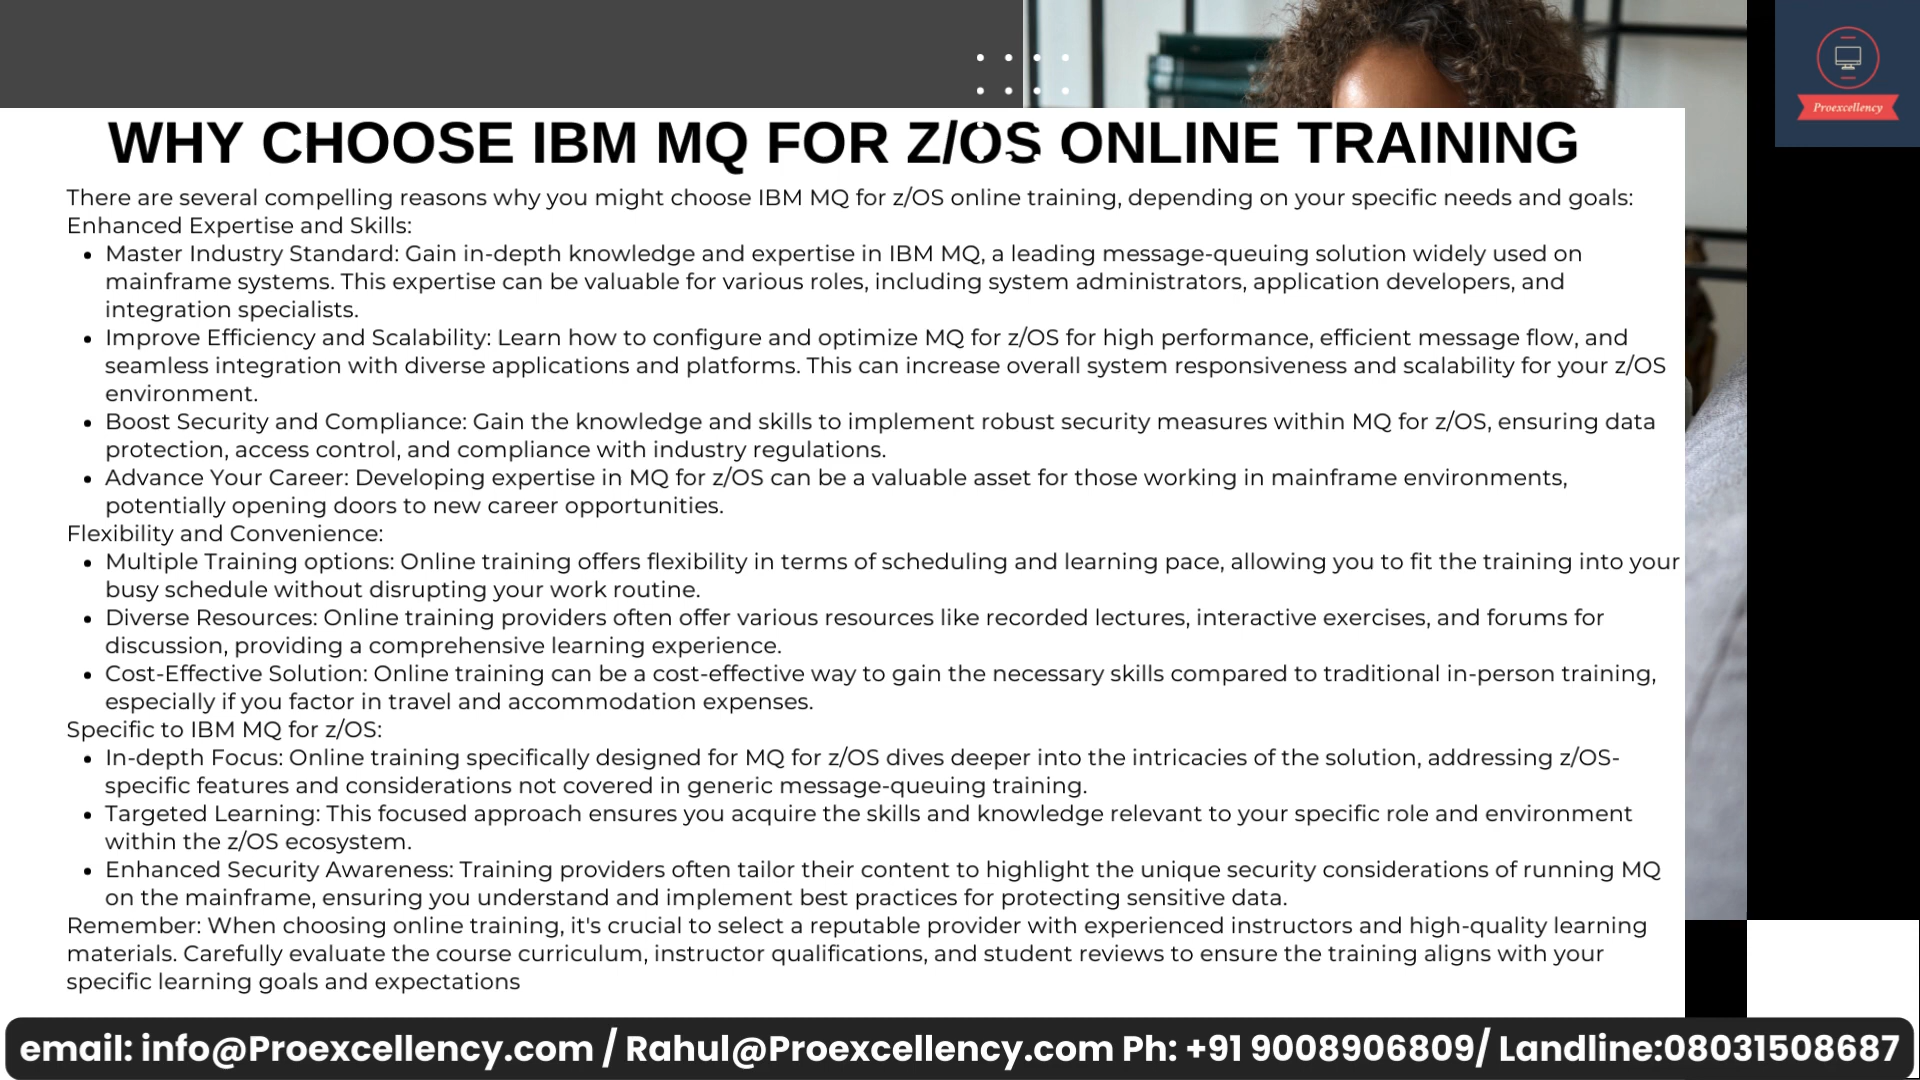 Proexcellency
WHY CHOOSE IBM MQ FOR Z/OS ONLINE TRAINING
There are several compelling reasons why you might choose IBM MQ for z/OS online training, depending on your specific needs and goals:
Enhanced Expertise and Skills:
• Master Industry Standard: Gain in-depth knowledge and expertise in IBM MQ, a leading message-queuing solution widely used on
mainframe systems. This expertise can be valuable for various roles, including system administrators, application developers, and
integration specialists.
• Improve Efficiency and Scalability: Learn how to configure and optimize MQ for z/OS for high performance, efficient message flow, and
seamless integration with diverse applications and platforms. This can increase overall system responsiveness and scalability for your z/OS
environment.
• Boost Security and Compliance: Gain the knowledge and skills to implement robust security measures within MQ for z/OS, ensuring data
protection, access control, and compliance with industry regulations.
• Advance Your Career: Developing expertise in MQ for z/OS can be a valuable asset for those working in mainframe environments,
potentially opening doors to new career opportunities.
Flexibility and Convenience:
• Multiple Training options: Online training offers flexibility in terms of scheduling and learning pace, allowing you to fit the training into your
busy schedule without disrupting your work routine.
• Diverse Resources: Online training providers often offer various resources like recorded lectures, interactive exercises, and forums for
discussion, providing a comprehensive learning experience.
• Cost-Effective Solution: Online training can be a cost-effective way to gain the necessary skills compared to traditional in-person training,
especially if you factor in travel and accommodation expenses.
Specific to IBM MQ for z/OS:
• In-depth Focus: Online training specifically designed for MQ for z/OS dives deeper into the intricacies of the solution, addressing z/OS-
specific features and considerations not covered in generic message-queuing training.
• Targeted Learning: This focused approach ensures you acquire the skills and knowledge relevant to your specific role and environment
within the z/OS ecosystem.
• Enhanced Security Awareness: Training providers often tailor their content to highlight the unique security considerations of running MQ
on the mainframe, ensuring you understand and implement best practices for protecting sensitive data.
Remember: When choosing online training, it's crucial to select a reputable provider with experienced instructors and high-quality learning
materials. Carefully evaluate the course curriculum, instructor qualifications, and student reviews to ensure the training aligns with your
specific learning goals and expectations
email: info@Proexcellency.com / Rahul@Proexcellency.com Ph: +91 9008906809/ Landline:08031508687